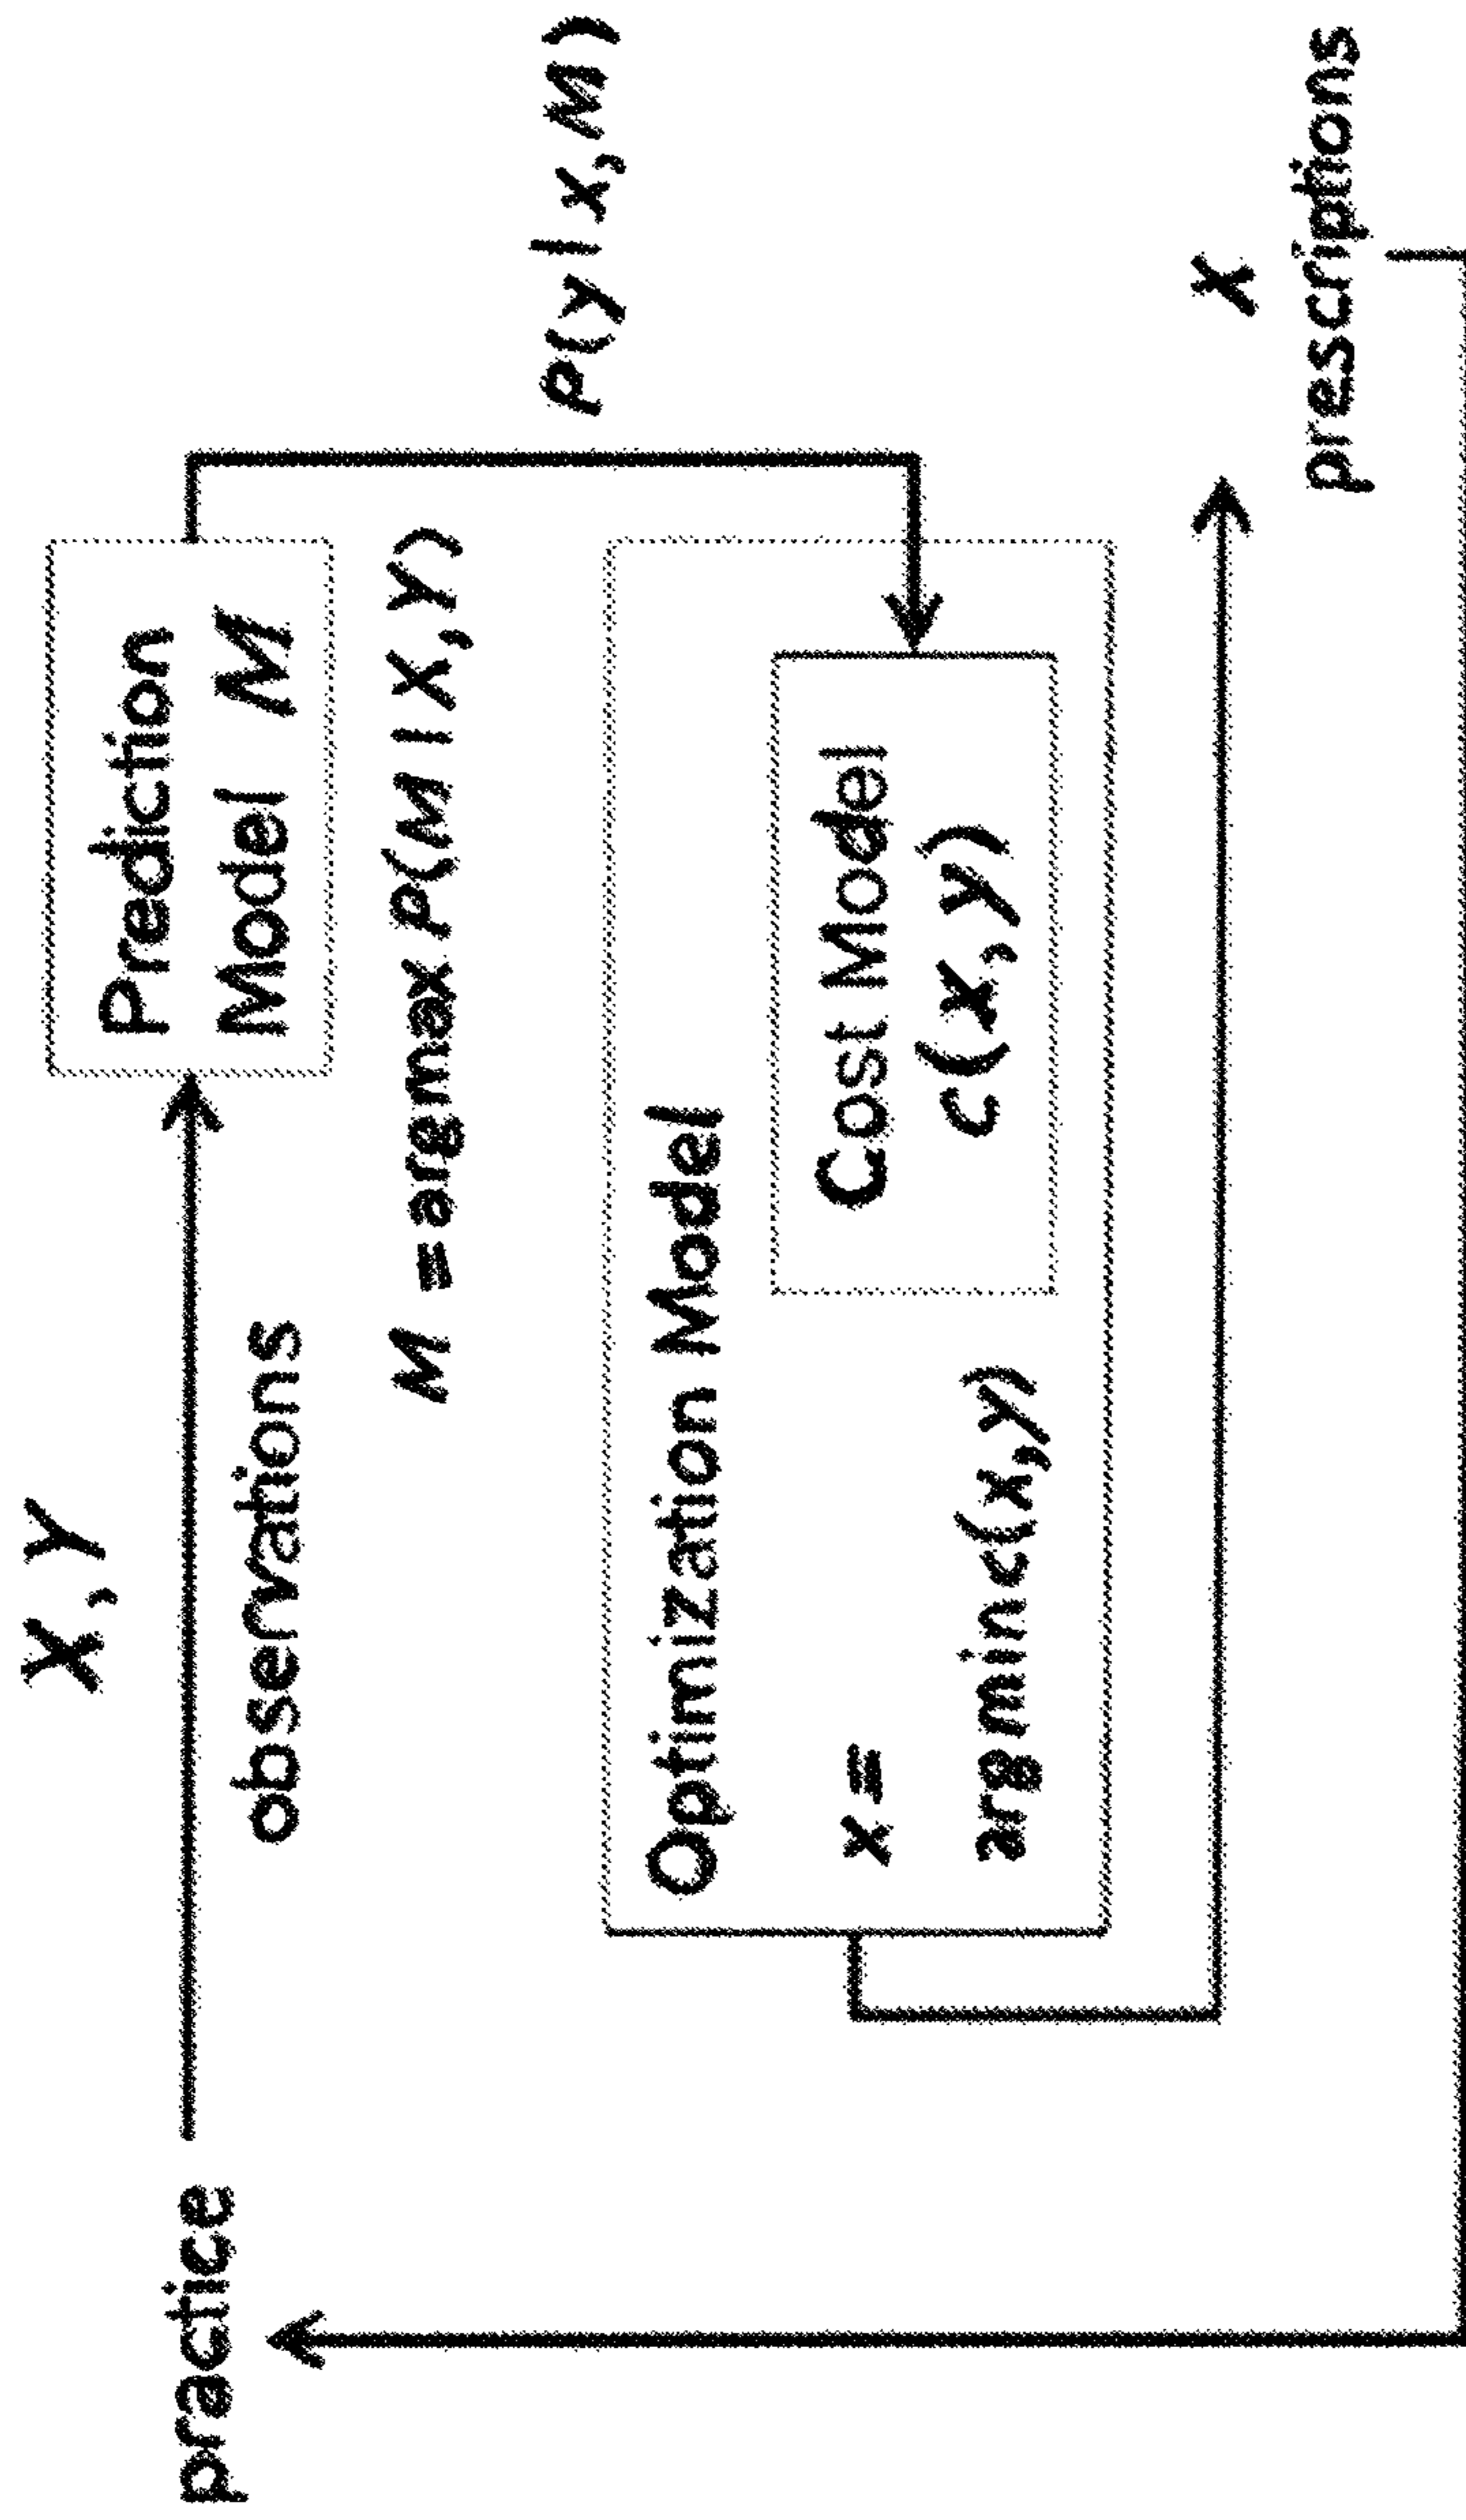 X, Y
practice
observations
Prediction
Model M
M = argmax p(M | X, Y)
p(y | x, M)
Optimization Model
x =
argmin c(x,y)
Cost Model
c(x,y)
x
prescriptions